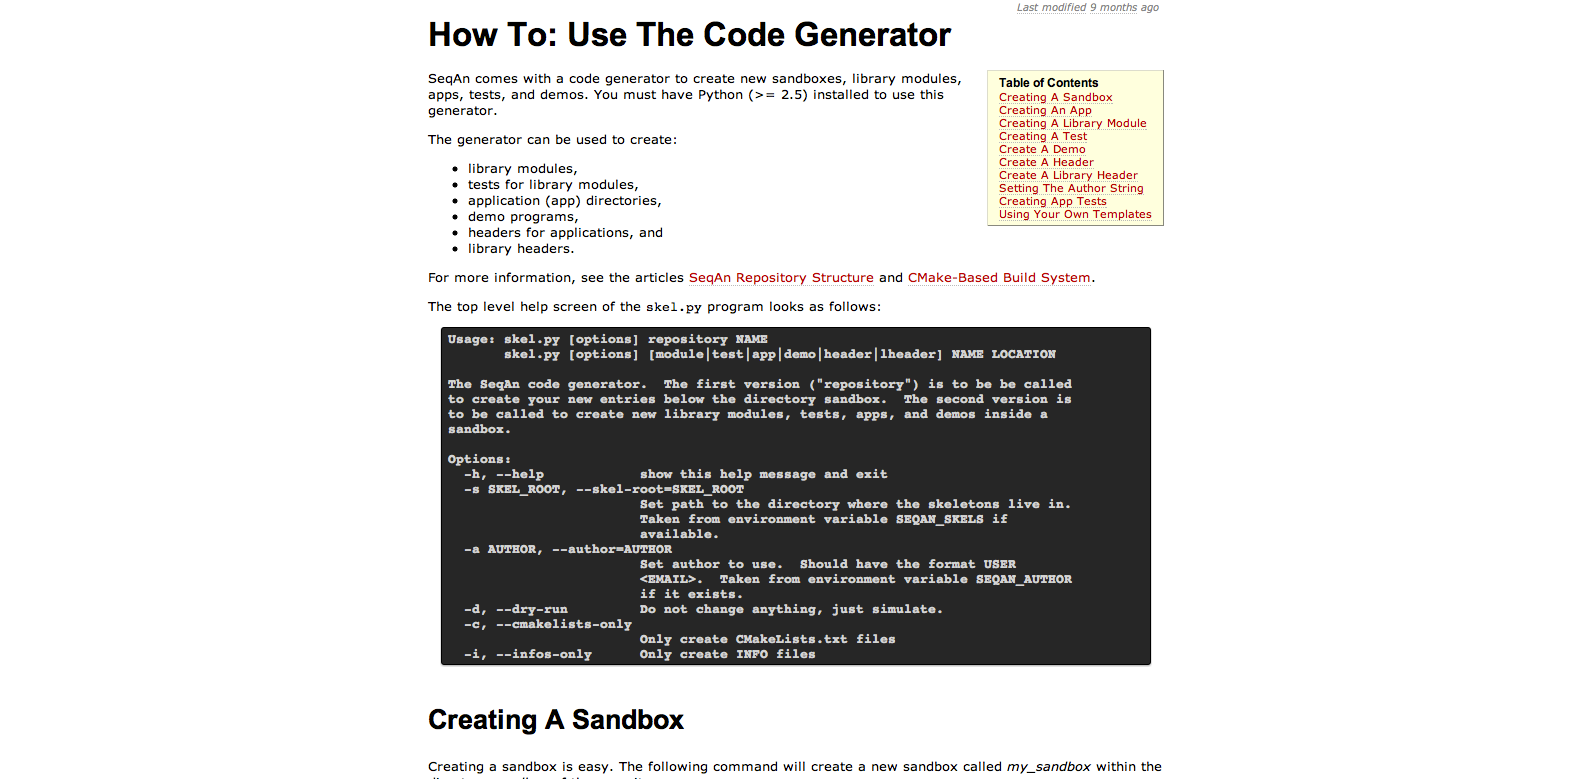 Last modified 9 months ago
How To: Use The Code Generator
SeqAn comes with a code generator to create new sandboxes, library modules,
apps, tests, and demos. You must have Python (>= 2.5) installed to use this
generator.
Table of Contents
Creating A Sandbox
Creating An App
Creating A Library Module
Creating A Test
Create A Demo
Create A Header
Create A Library Header
Setting The Author String
Creating App Tests
Using Your Own Templates
The generator can be used to create:
• library modules,
• tests for library modules,
• application (app) directories,
• demo programs,
• headers for applications, and
• library headers.
For more information, see the articles SeqAn Repository Structure and CMake-Based Build System.
The top level help screen of the skel.py program looks as follows:
Usage: skel.py [options] repository NAME
       skel.py [options] [module|test|app|demo|header|lheader] NAME LOCATION
The SeqAn code generator.  The first version ("repository") is to be be called
to create your new entries below the directory sandbox.  The second version is
to be called to create new library modules, tests, apps, and demos inside a
sandbox.
Options:
  -h, --help            show this help message and exit
  -s SKEL_ROOT, --skel-root=SKEL_ROOT
                        Set path to the directory where the skeletons live in.
                        Taken from environment variable SEQAN_SKELS if
                        available.
  -a AUTHOR, --author=AUTHOR
                        Set author to use.  Should have the format USER
                        <EMAIL>.  Taken from environment variable SEQAN_AUTHOR
                        if it exists.
  -d, --dry-run         Do not change anything, just simulate.
  -c, --cmakelists-only
                        Only create CMakeLists.txt files
  -i, --infos-only      Only create INFO files
Creating A Sandbox
Creating a sandbox is easy. The following command will create a new sandbox called my_sandbox within the